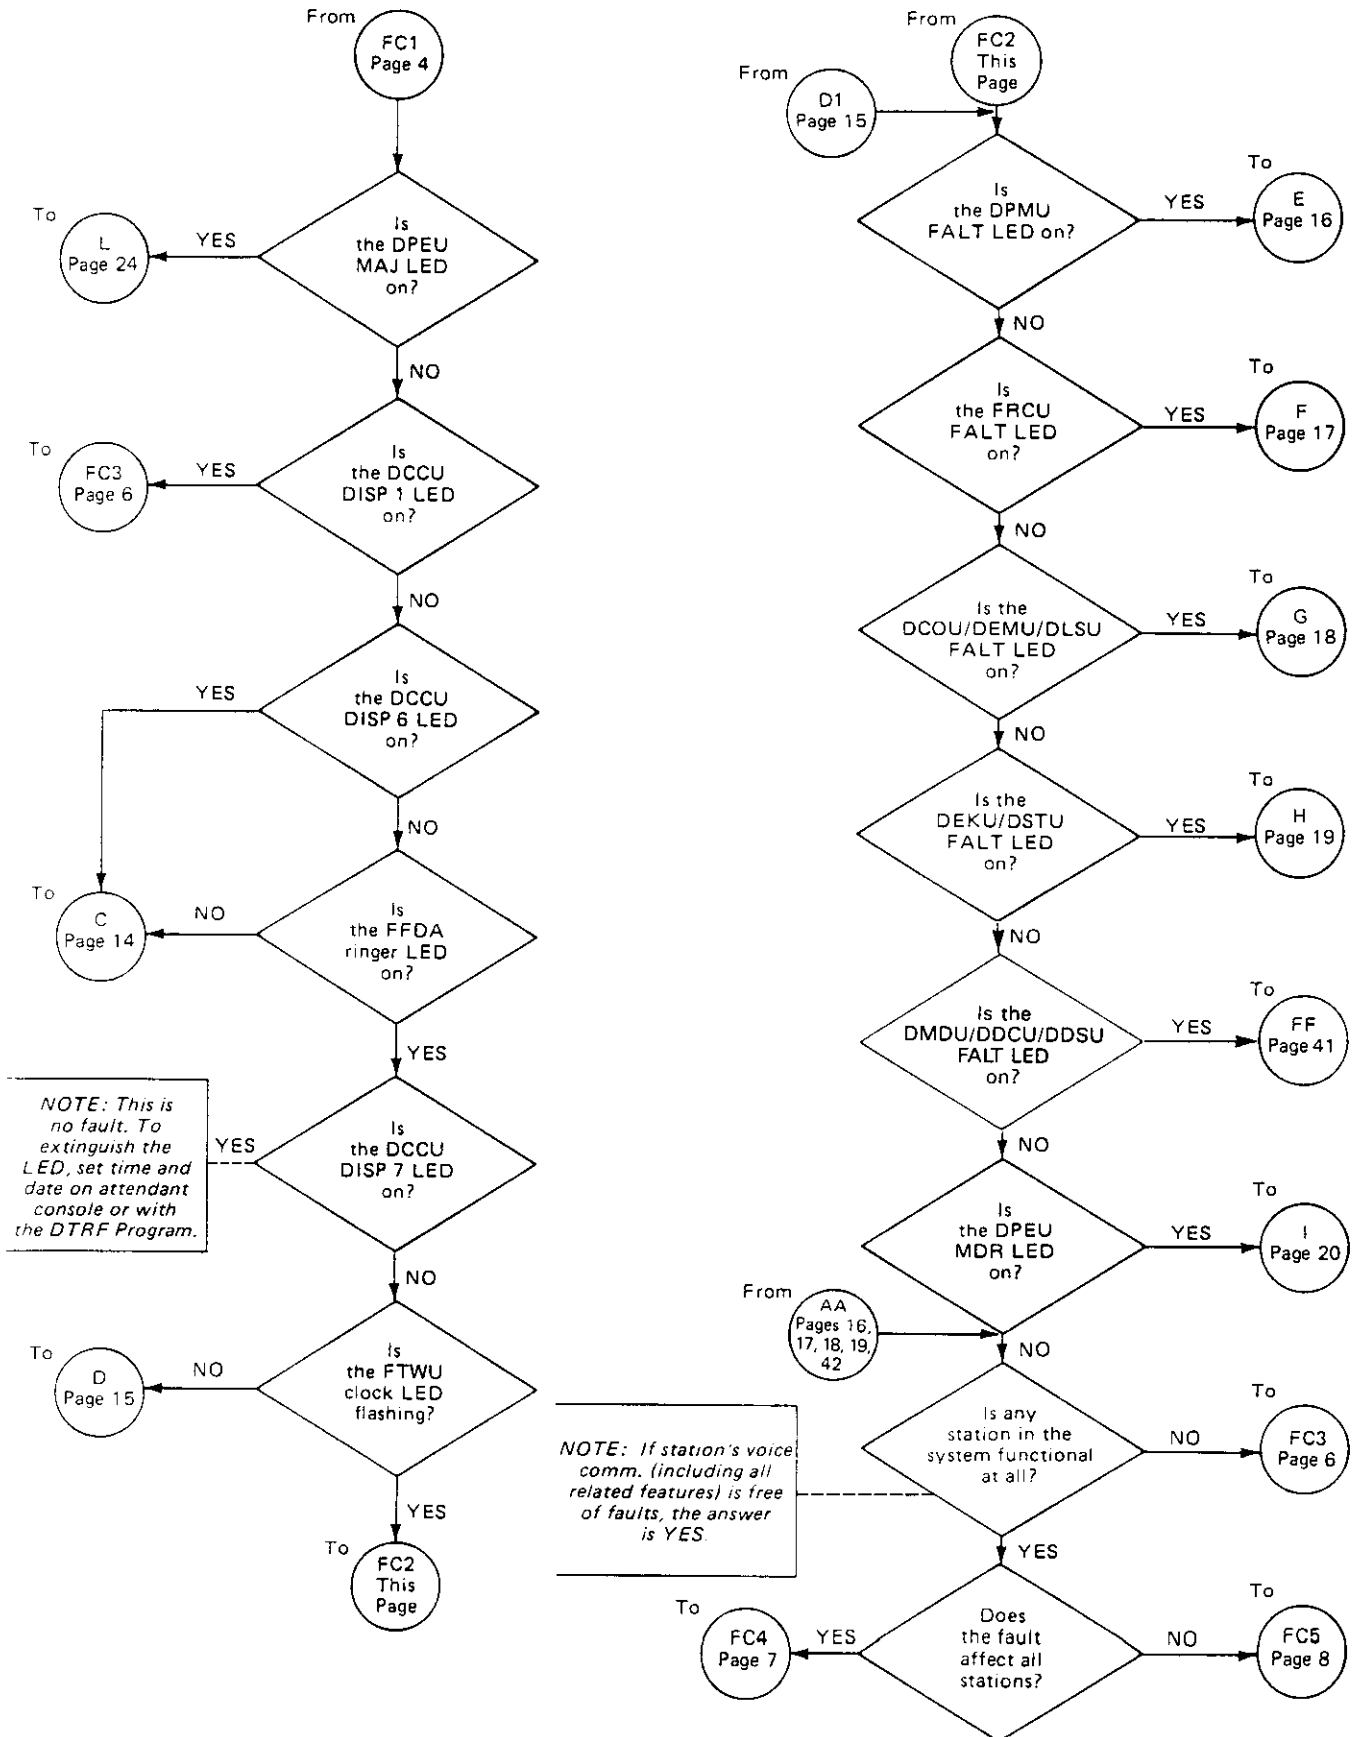 From
FC1
Page 4
Is
the DPEU
MAJ LED
on?
YES
To
L
Page 24
NO
Is
the DCCU
DISP 1 LED
on?
YES
To
FC3
Page 6
NO
Is
the DCCU
DISP 6 LED
on?
YES
NO
Is
the FFDA
ringer LED
on?
NO
To
C
Page 14
YES
Is
the DCCU
DISP 7 LED
on?
YES
NOTE: This is
no fault. To
extinguish the
LED, set time and
date on attendant
console or with
the DTRF Program.
NO
Is
the FTWU
clock LED
flashing?
NO
To
D
Page 15
YES
To
FC2
This
Page
From
FC2
This
Page
From
D1
Page 15
Is
the DPMU
FALT LED on?
YES
To
E
Page 16
NO
Is
the FRCU
FALT LED
on?
YES
To
F
Page 17
NO
Is the
DCOU/DEMU/DLSU
FALT LED
on?
YES
To
G
Page 18
NO
Is the
DEKU/DSTU
FALT LED
on?
YES
To
H
Page 19
NO
Is the
DMDU/DDCU/DDSU
FALT LED
on?
YES
To
FF
Page 41
NO
Is
the DPEU
MDR LED
on?
YES
To
I
Page 20
From
AA
Pages 16,
17, 18, 19,
42
NO
Is any
station in the
system functional
at all?
NO
To
FC3
Page 6
NOTE: If station's voice
comm. (including all
related features) is free
of faults, the answer
is YES.
YES
Does
the fault
affect all
stations?
YES
To
FC4
Page 7
NO
To
FC5
Page 8